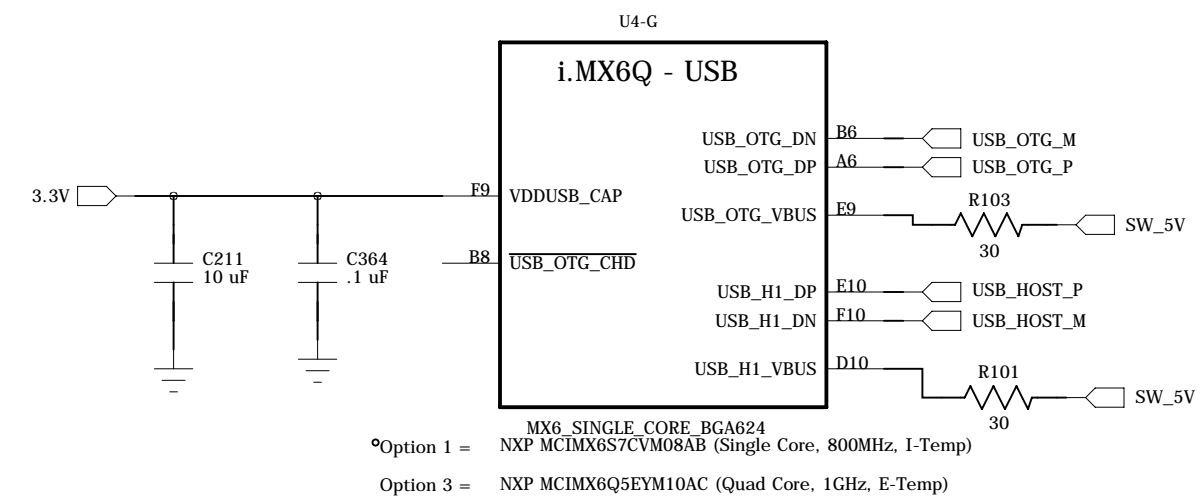 U4-G
i.MX6Q - USB
USB_OTG_DN B6 USB_OTG_M
USB_OTG_DP A6 USB_OTG_P
3.3V F9 VDDUSB_CAP
USB_OTG_VBUS E9 R103 30 SW_5V
C211 10 uF
C364 .1 uF
B8 USB_OTG_CHD
USB_H1_DP E10 USB_HOST_P
USB_H1_DN F10 USB_HOST_M
USB_H1_VBUS D10 R101 30 SW_5V
MX6_SINGLE_CORE_BGA624
Option 1 = NXP MCIMX6S7CVM08AB (Single Core, 800MHz, I-Temp)
Option 3 = NXP MCIMX6Q5EYM10AC (Quad Core, 1GHz, E-Temp)